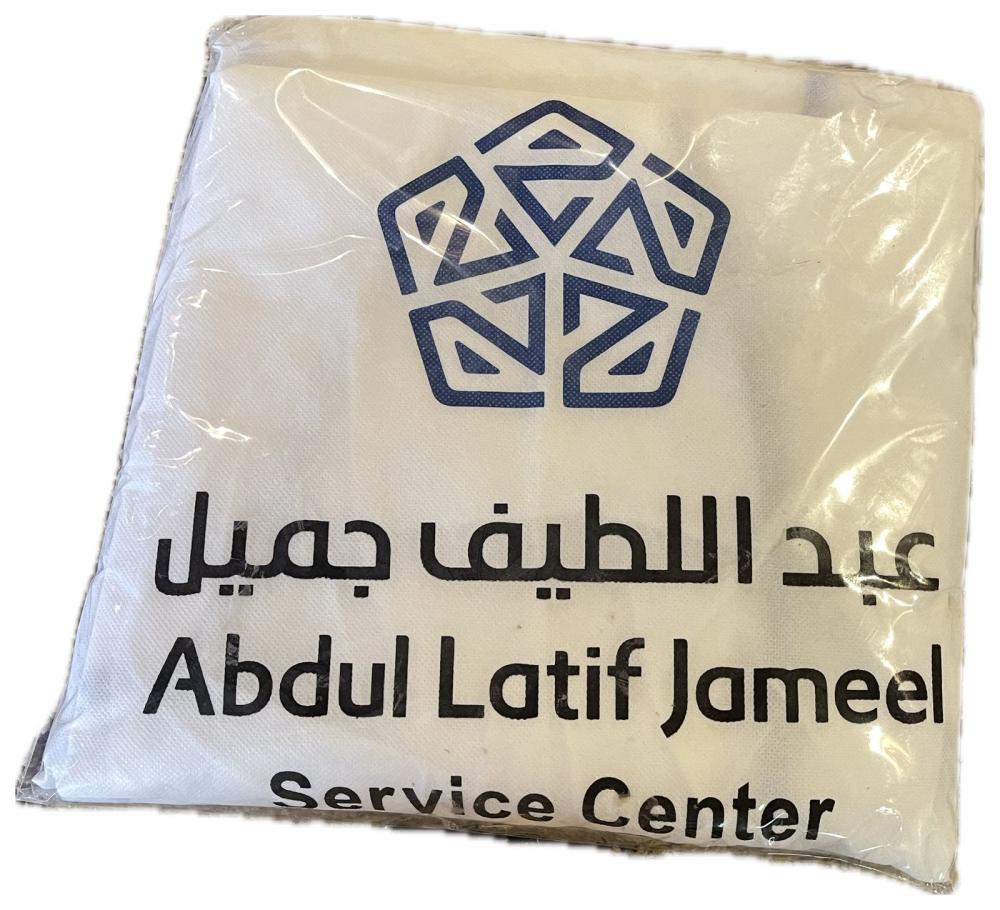 عبد اللطيف جميل
Abdul Latif Jameel
Service Center